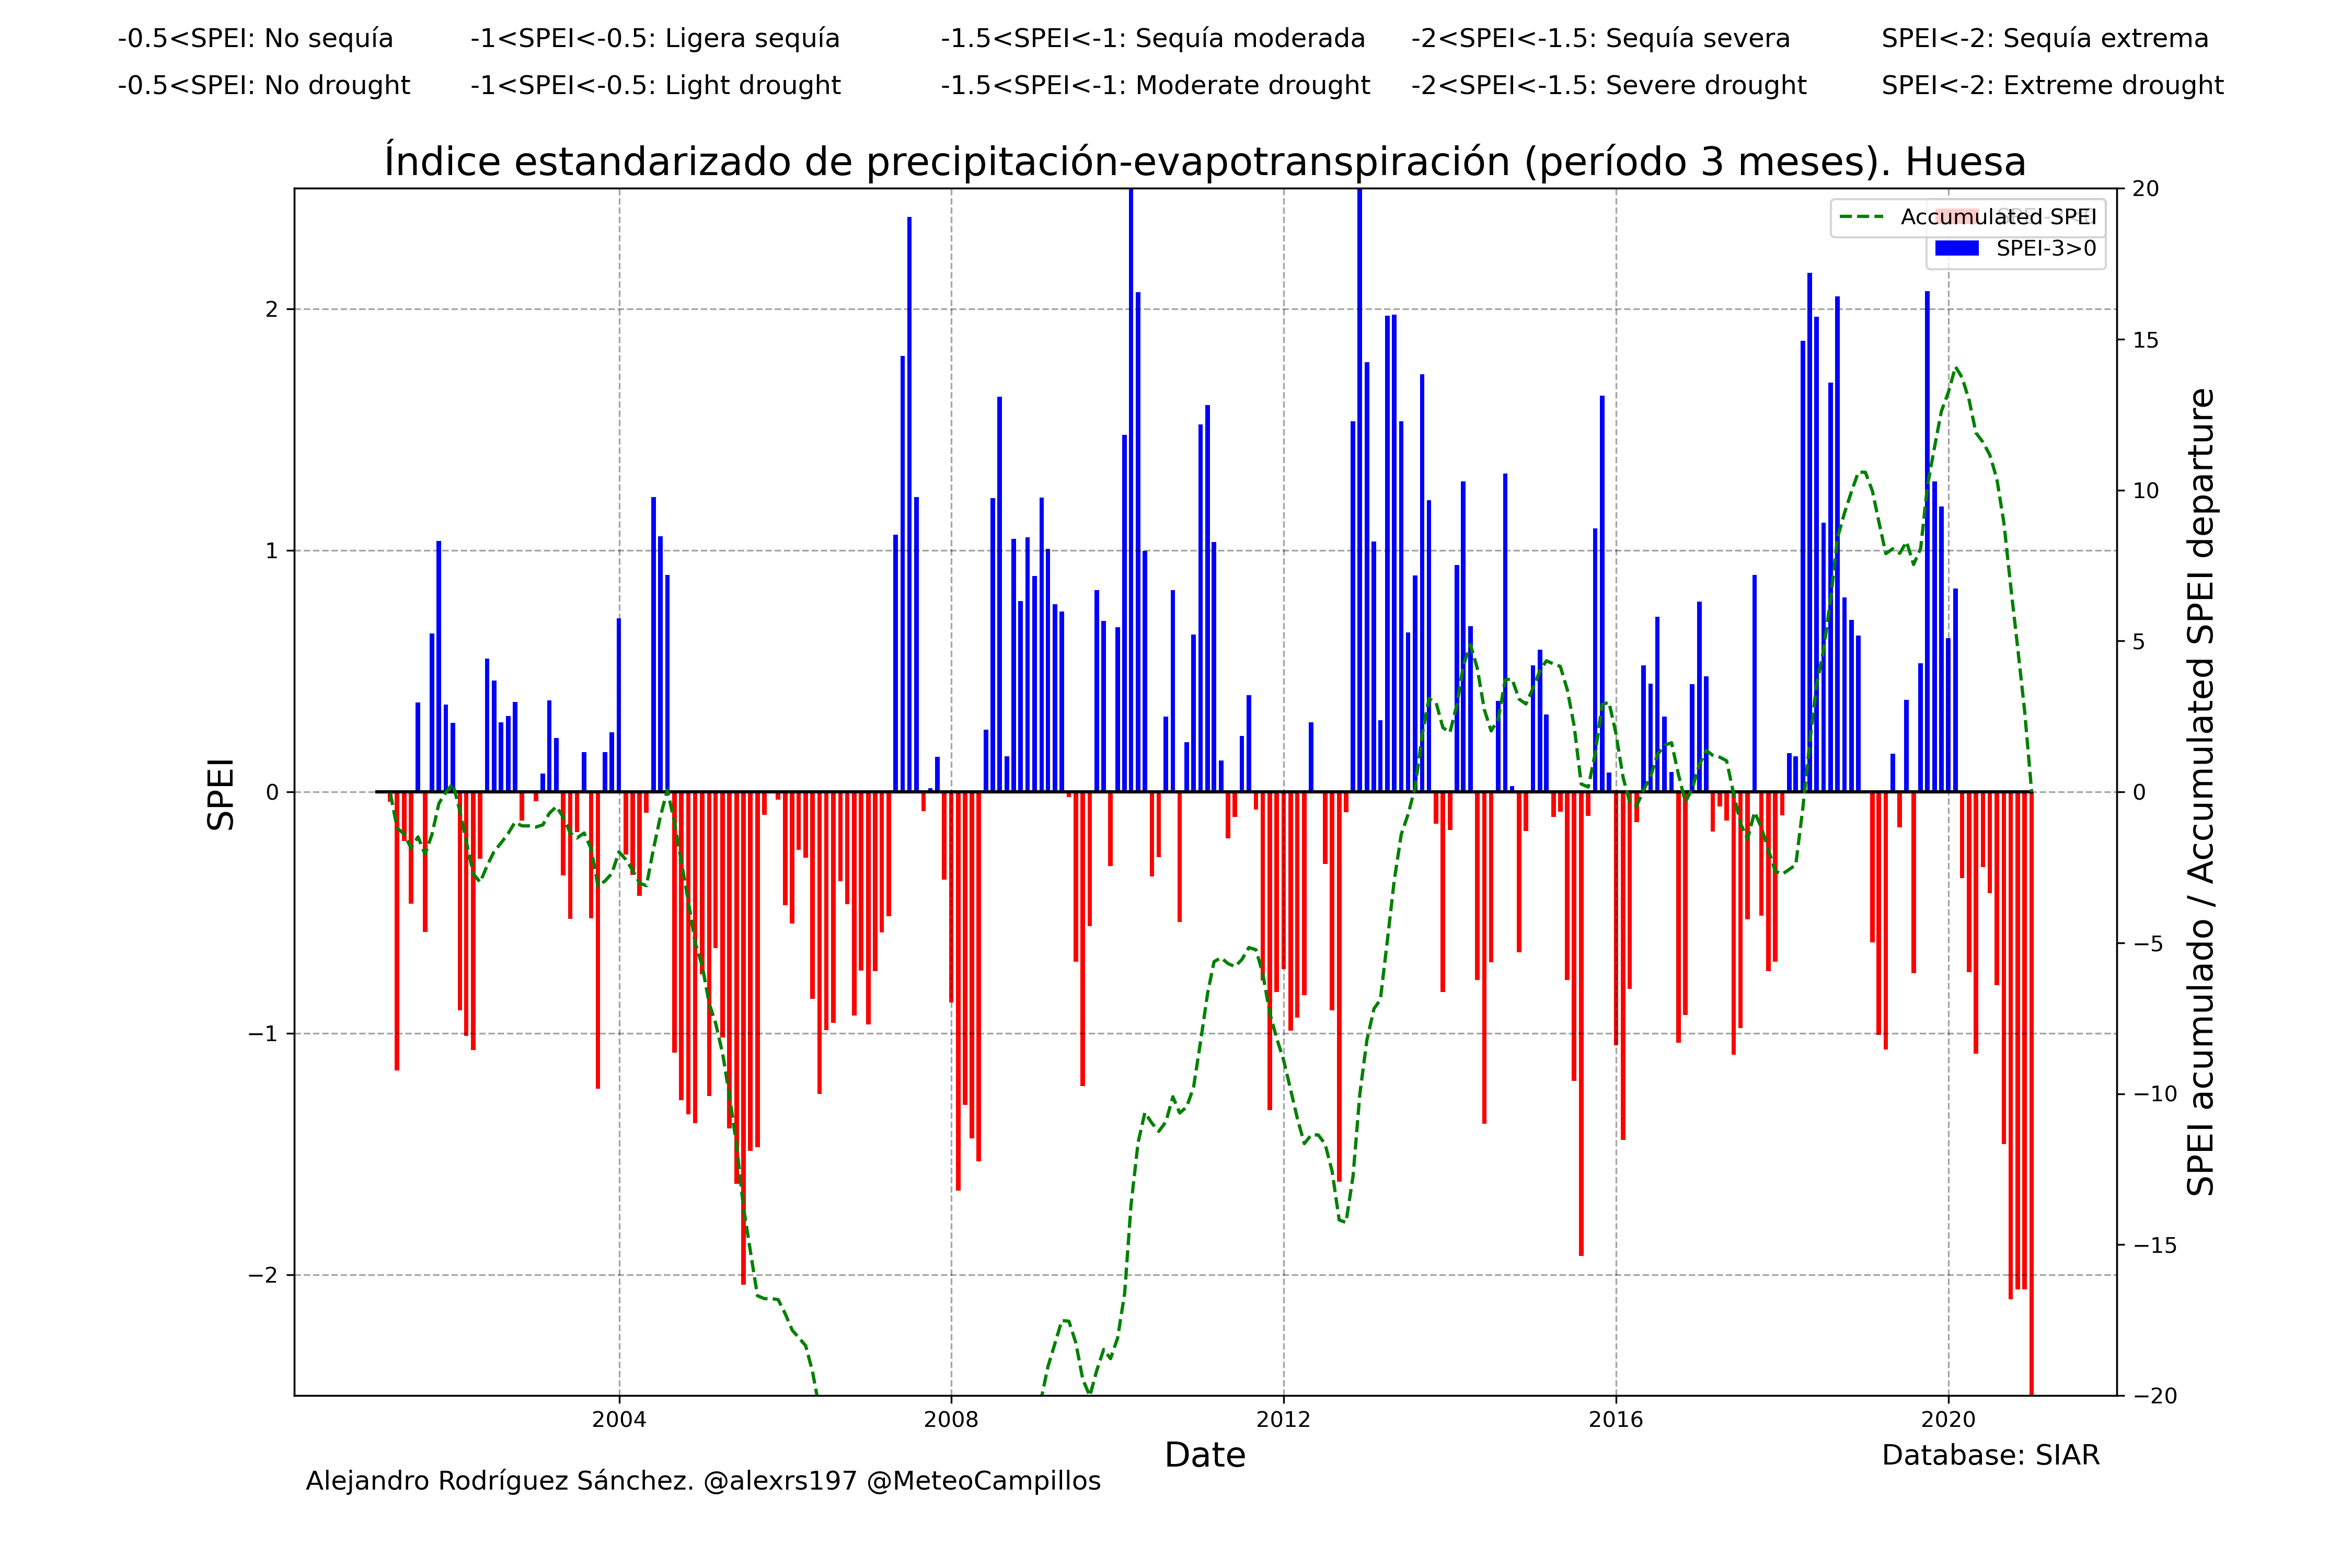 -0.5<SPEI: No sequía -1<SPEI<-0.5: Ligera sequía -1.5<SPEI<-1: Sequía moderada -2<SPEI<-1.5: Sequía severa SPEI<-2: Sequía extrema
-0.5<SPEI: No drought -1<SPEI<-0.5: Light drought -1.5<SPEI<-1: Moderate drought -2<SPEI<-1.5: Severe drought SPEI<-2: Extreme drought
Índice estandarizado de precipitación-evapotranspiración (período 3 meses). Huesa
Accumulated SPEI
SPEI-3>0
SPEI
2
1
0
−1
−2
20
15
10
5
0
−5
−10
−15
−20
SPEI acumulado / Accumulated SPEI departure
2004 2008 2012 2016 2020
Date
Database: SIAR
Alejandro Rodríguez Sánchez. @alexrs197 @MeteoCampillos